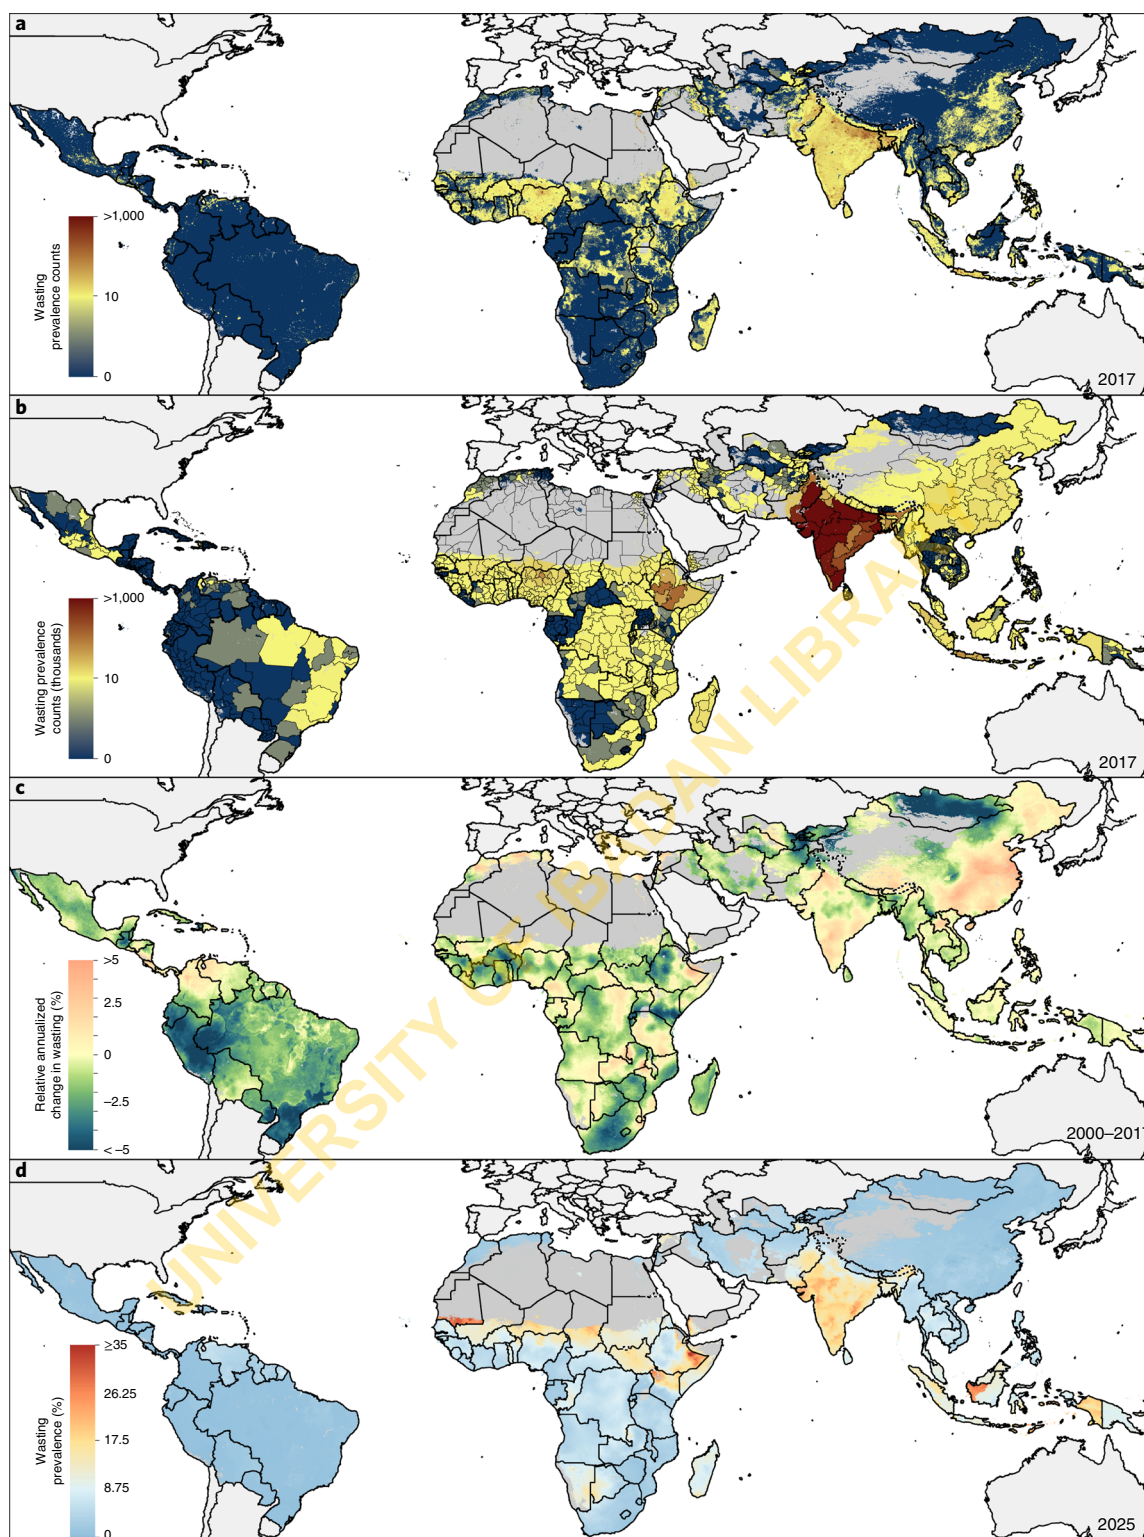 a
>1,000
Wasting
prevalence counts
10
0
2017
b
>1,000
Wasting prevalence
counts (thousands)
10
0
2017
c
>5
2.5
Relative annualized
change in wasting (%)
0
–2.5
< –5
2000–2017
d
≥35
26.25
Wasting
prevalence (%)
17.5
8.75
0
2025
UNIVERSITY OF IBADAN LIBRARY